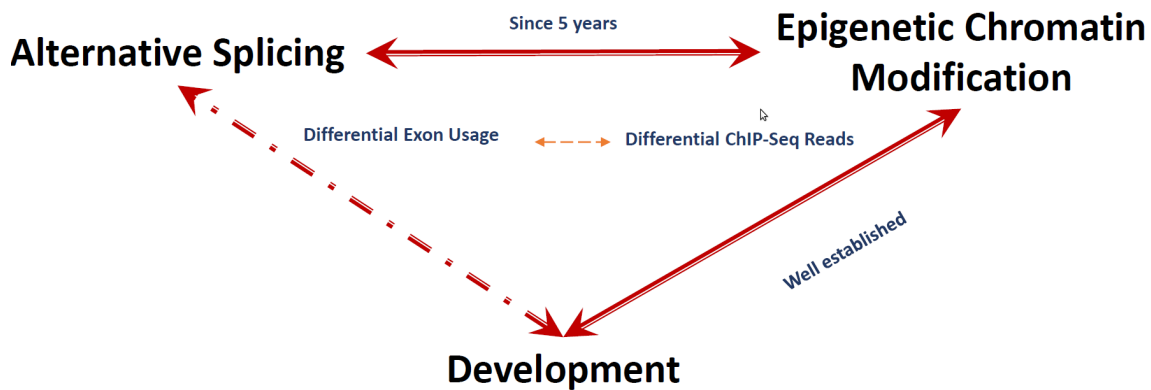 Since 5 years
Alternative Splicing
Epigenetic Chromatin
Modification
Differential Exon Usage
Differential ChIP-Seq Reads
Well established
Development